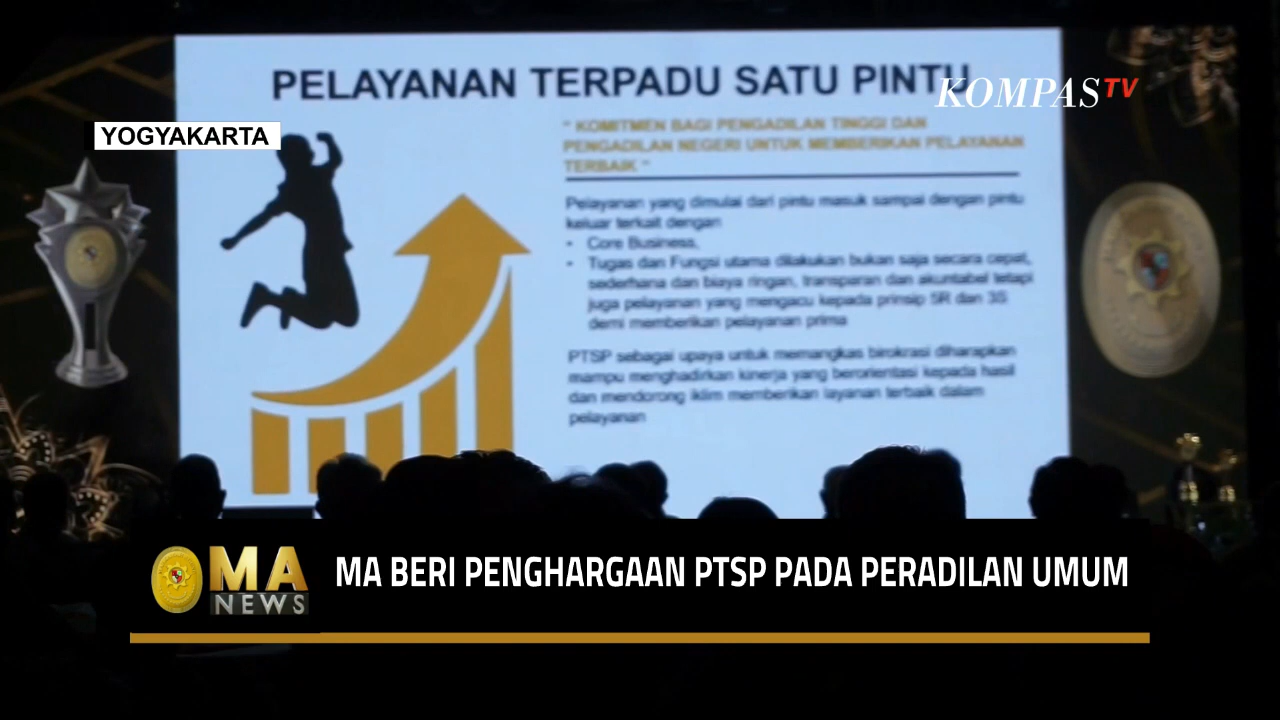 PELAYANAN TERPADU SATU PINTU
KOMPASTV
YOGYAKARTA
" KOMITMEN BAGI PENGADILAN TINGGI DAN
PENGADILAN NEGERI UNTUK MEMBERIKAN PELAYANAN
TERBAIK "
Pelayanan yang dimulai dari pintu masuk sampai dengan pintu
keluar terkait dengan
• Core Business,
• Tugas dan Fungsi utama dilakukan bukan saja secara cepat,
sederhana dan biaya ringan, transparan dan akuntabel tetapi
juga pelayanan yang mengacu kepada prinsip 5R dan 3S
demi memberikan pelayanan prima
PTSP sebagai upaya untuk memangkas birokrasi diharapkan
mampu menghadirkan kinerja yang berorientasi kepada hasil
dan mendorong iklim memberikan layanan terbaik dalam
pelayanan
MA
NEWS
MA BERI PENGHARGAAN PTSP PADA PERADILAN UMUM